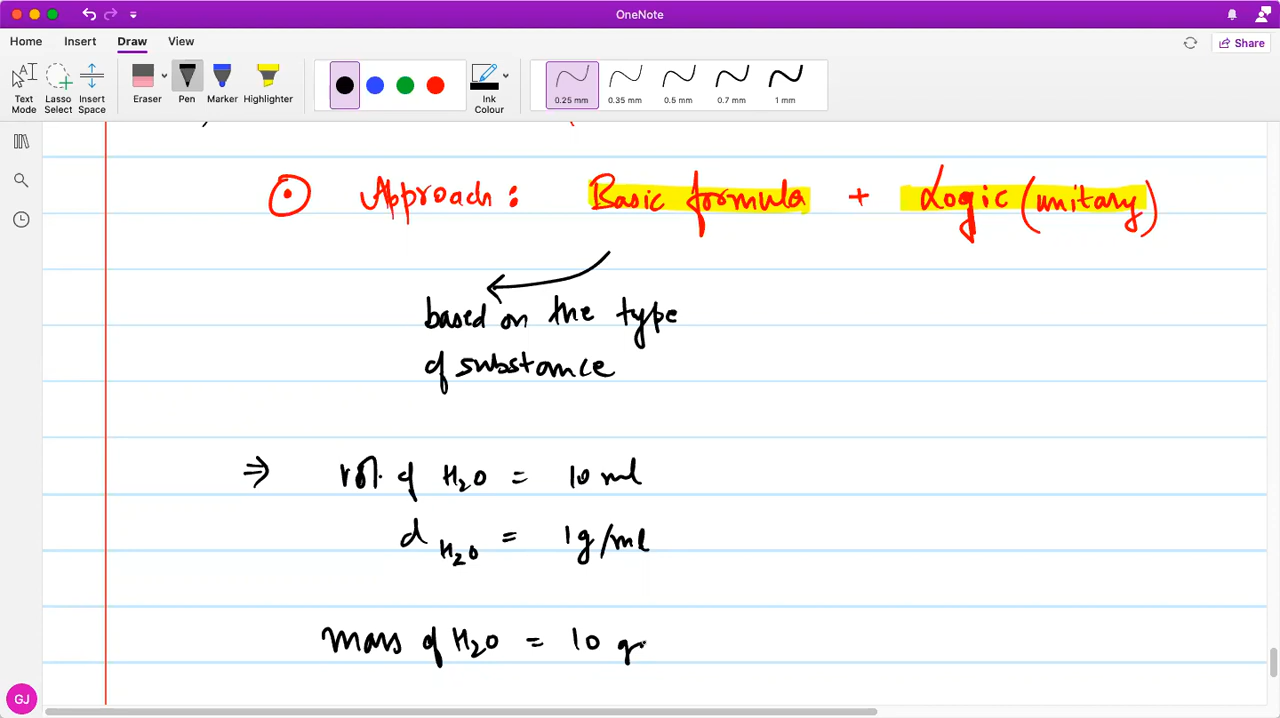 OneNote
Home Insert Draw View
Share
Text Mode
Lasso Select
Insert Space
Eraser
Pen
Marker
Highlighter
Ink Colour
0.25 mm
0.35 mm
0.5 mm
0.7 mm
1 mm
Approach: Basic formula + Logic (unitary)
based on the type
of substance
⇒ vol. of H₂O = 10 ml
d H₂O = 1g/ml
Mass of H₂O = 10 g
GJ